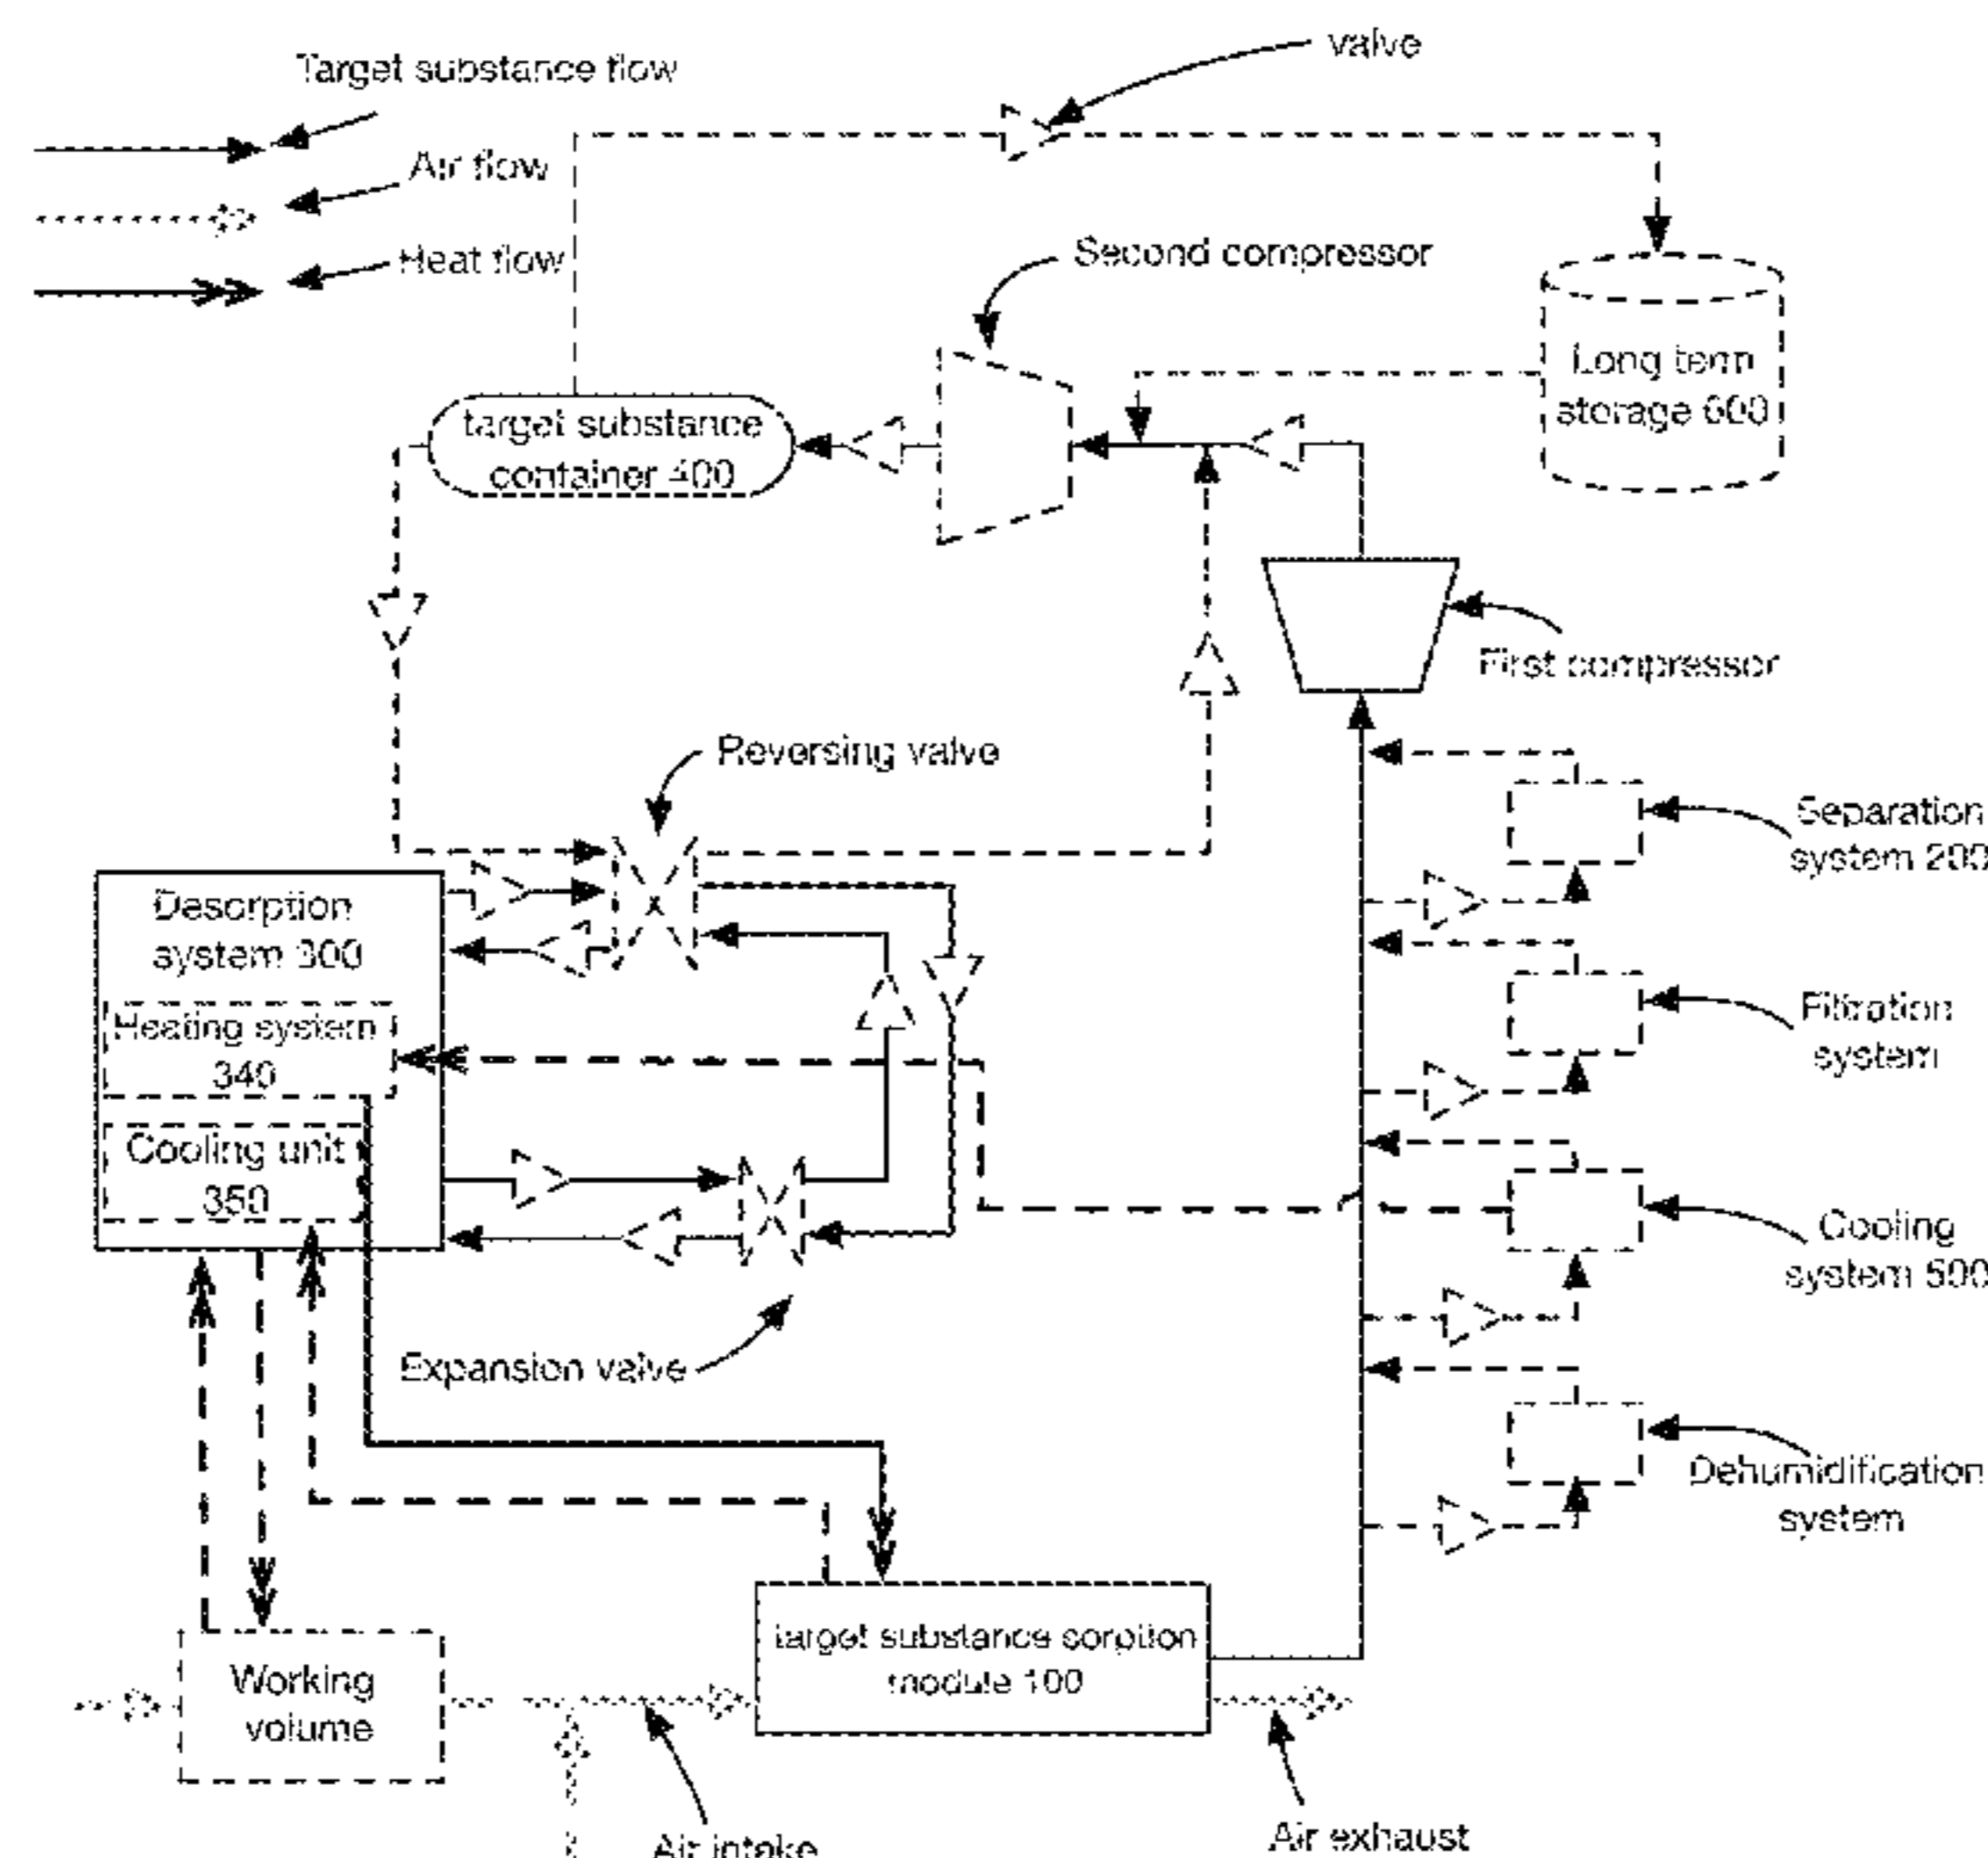 Target substance flow
valve
Air flow
Heat flow
Second compressor
Long term
storage 600
target substance
container 400
First compressor
Reversing valve
Separation
system 200
Desorption
system 300
Filtration
system
Heating system
340
Cooling unit
350
Cooling
system 500
Expansion valve
Dehumidification
system
target substance sorption
module 100
Working
volume
Air intake
Air exhaust